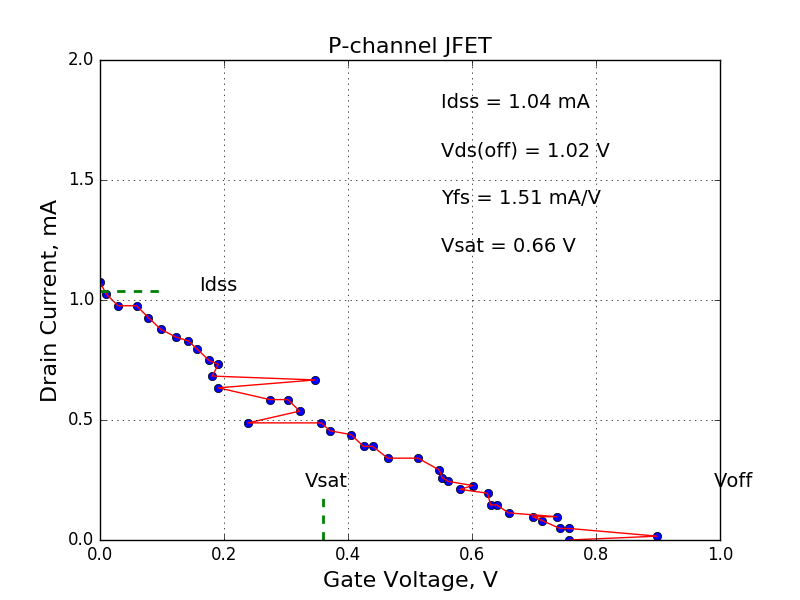 P-channel JFET
2.0
Idss = 1.04 mA
Vds(off) = 1.02 V
1.5
Yfs = 1.51 mA/V
Vsat = 0.66 V
Drain Current, mA
1.0
Idss
0.5
Vsat
Voff
0.0
0.0 0.2 0.4 0.6 0.8 1.0
Gate Voltage, V